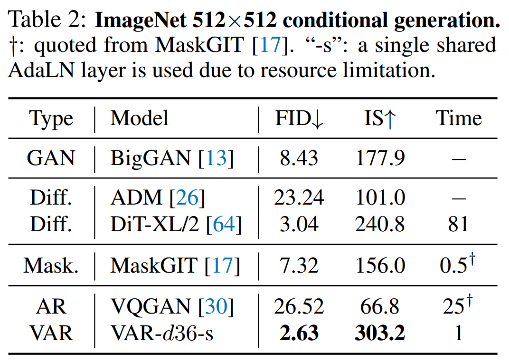 Table 2: ImageNet 512×512 conditional generation.
†: quoted from MaskGIT [17]. “-s”: a single shared
AdaLN layer is used due to resource limitation.
Type Model FID↓ IS↑ Time
GAN BigGAN [13] 8.43 177.9 −
Diff. ADM [26] 23.24 101.0 −
Diff. DiT-XL/2 [64] 3.04 240.8 81
Mask. MaskGIT [17] 7.32 156.0 0.5†
AR VQGAN [30] 26.52 66.8 25†
VAR VAR-d36-s 2.63 303.2 1